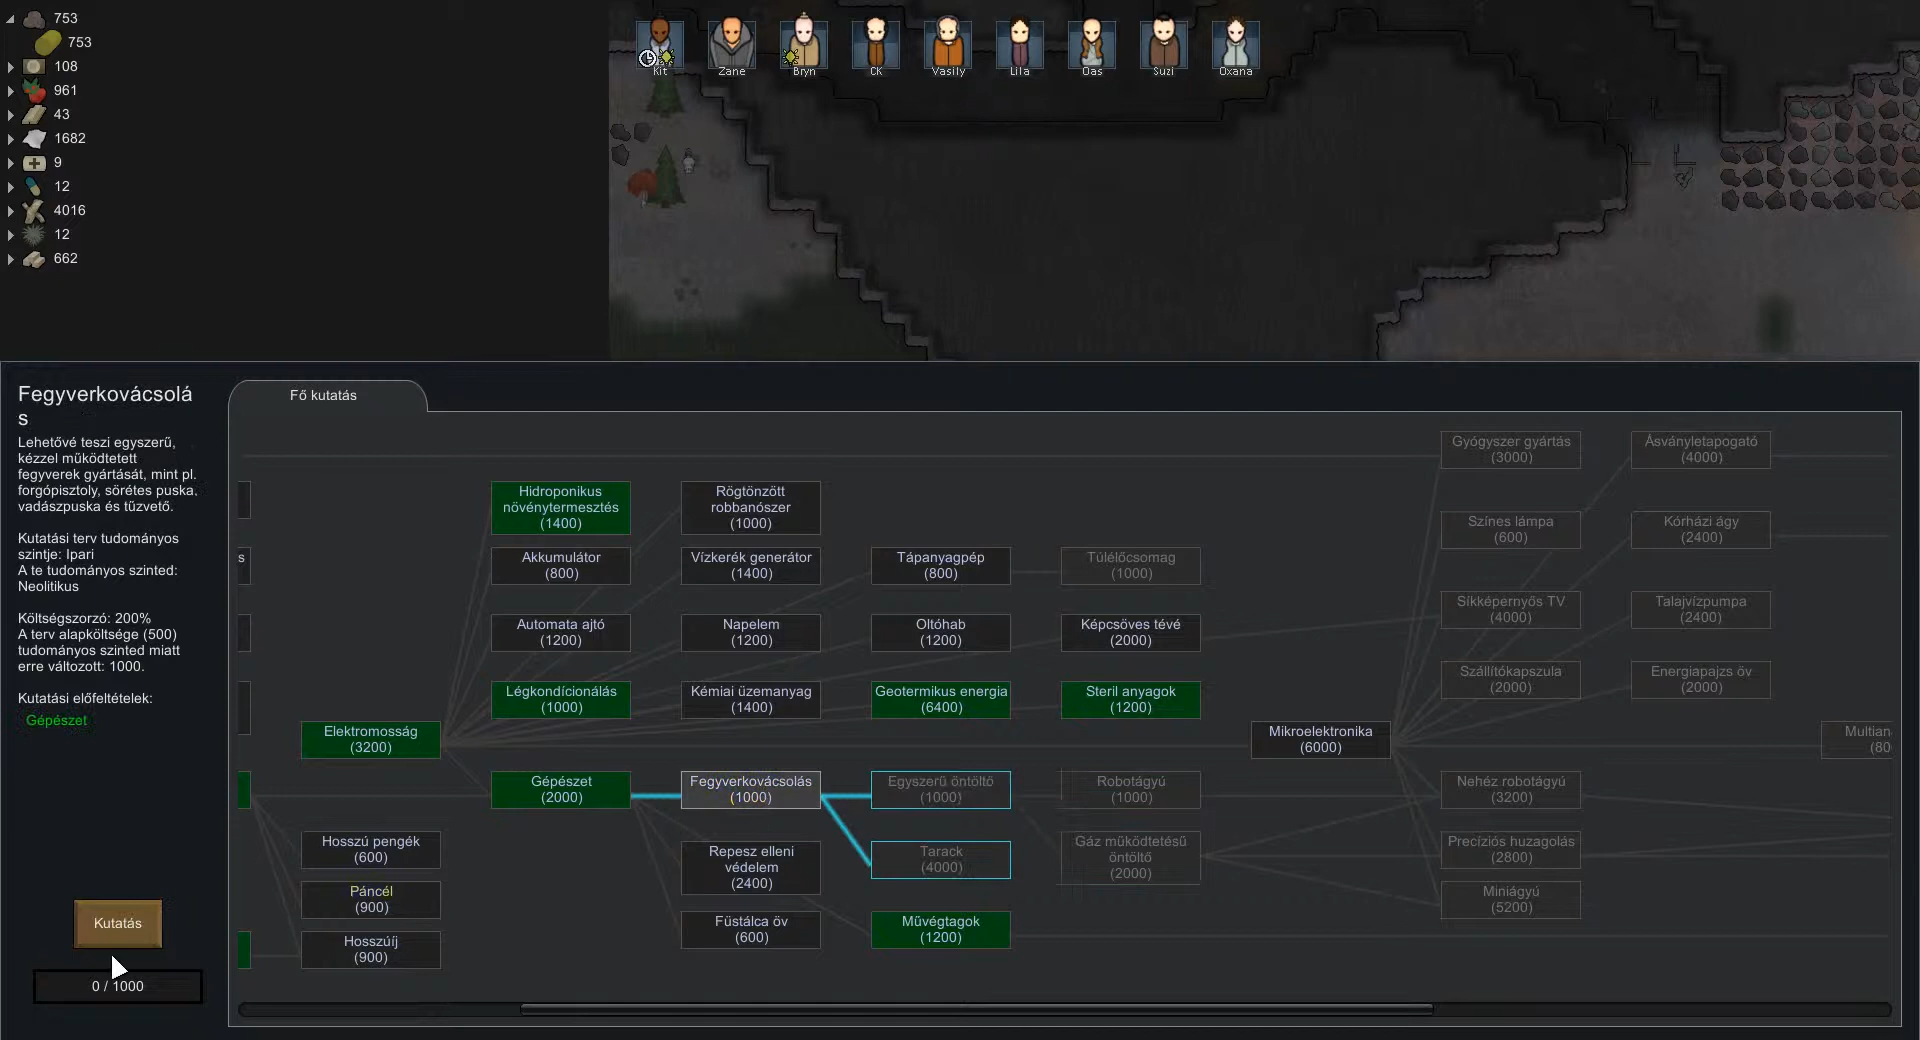 753
753
108
961
43
1682
9
12
4016
12
662
Kit
Zane
Bryn
CK
Vasily
Lila
Oas
Suzi
Oxana
Fegyverkovácsolá
s
Lehetővé teszi egyszerű,
kézzel működtetett
fegyverek gyártását, mint pl.
forgópisztoly, sörétes puska,
vadászpuska és tűzvető.
Kutatási terv tudományos
szintje: Ipari
A te tudományos szinted:
Neolitikus
Költségszorzó: 200%
A terv alapköltsége (500)
tudományos szinted miatt
erre változott: 1000.
Kutatási előfeltételek:
Gépészet
Kutatás
0 / 1000
Fő kutatás
s
Elektromosság
(3200)
Hosszú pengék
(600)
Páncél
(900)
Hosszúíj
(900)
Hidroponikus
növénytermesztés
(1400)
Akkumulátor
(800)
Automata ajtó
(1200)
Légkondícionálás
(1000)
Gépészet
(2000)
Rögtönzött
robbanószer
(1000)
Vízkerék generátor
(1400)
Napelem
(1200)
Kémiai üzemanyag
(1400)
Fegyverkovácsolás
(1000)
Repesz elleni
védelem
(2400)
Füstálca öv
(600)
Tápanyagpép
(800)
Oltóhab
(1200)
Geotermikus energia
(6400)
Egyszerű öntöltő
(1000)
Tarack
(4000)
Művégtagok
(1200)
Túlélőcsomag
(1000)
Képcsöves tévé
(2000)
Steril anyagok
(1200)
Robotágyú
(1000)
Gáz működtetésű
öntöltő
(2000)
Mikroelektronika
(6000)
Gyógyszer gyártás
(3000)
Színes lámpa
(600)
Síkképernyős TV
(4000)
Szállítókapszula
(2000)
Nehéz robotágyú
(3200)
Precíziós huzagolás
(2800)
Miniágyú
(5200)
Ásványletapogató
(4000)
Kórházi ágy
(2400)
Talajvízpumpa
(2400)
Energiapajzs öv
(2000)
Multian
(80